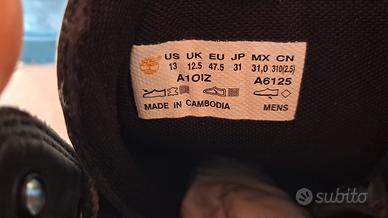 US UK EU JP MX CN
13 12.5 47.5 31 31,0 310(2.5)
A1OIZ A6125
MADE IN CAMBODIA MENS
subito